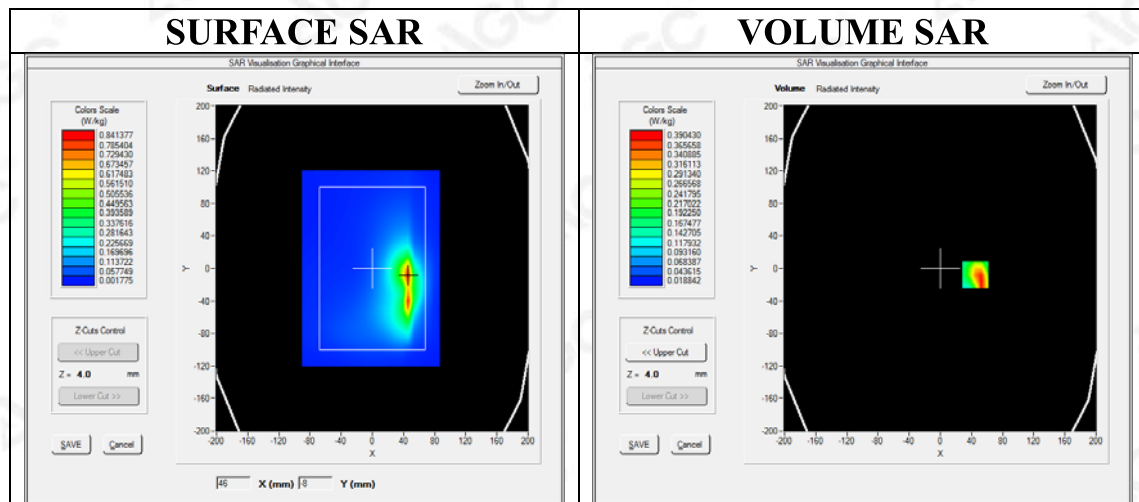 SURFACE SAR
VOLUME SAR
SAR Visualisation Graphical Interface
Surface Radiated Intensity
Zoom In/Out
Colors Scale
(W/kg)
0.841377
0.785404
0.729430
0.673457
0.617483
0.561510
0.505536
0.449563
0.393589
0.337616
0.281643
0.225669
0.169696
0.113722
0.057749
0.001775
Z-Cuts Control
<< Upper Cut
Z = 4.0 mm
Lower Cut >>
SAVE
Cancel
200
160
120
80
40
0
-40
-80
-120
-160
-200
Y
-200 -160 -120 -80 -40 0 40 80 120 160 200
X
46 X (mm) -8 Y (mm)
SAR Visualisation Graphical Interface
Volume Radiated Intensity
Zoom In/Out
Colors Scale
(W/kg)
0.390430
0.365658
0.340885
0.316113
0.291340
0.266568
0.241795
0.217022
0.192250
0.167477
0.142705
0.117932
0.093160
0.068387
0.043615
0.018842
Z-Cuts Control
<< Upper Cut
Z = 4.0 mm
Lower Cut >>
SAVE
Cancel
200
160
120
80
40
0
-40
-80
-120
-160
-200
Y
-200 -160 -120 -80 -40 0 40 80 120 160 200
X